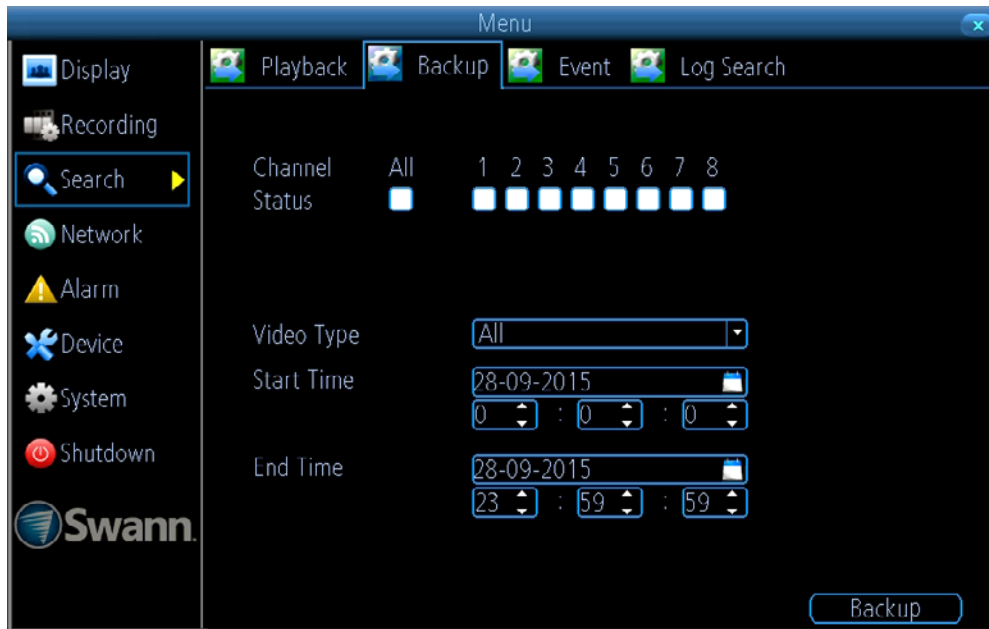 Menu
Display
Recording
Search
Network
Alarm
Device
System
Shutdown
Swann.
Playback Backup Event Log Search
Channel All 1 2 3 4 5 6 7 8
Status
Video Type All
Start Time 28-09-2015
0 : 0 : 0
End Time 28-09-2015
23 : 59 : 59
Backup